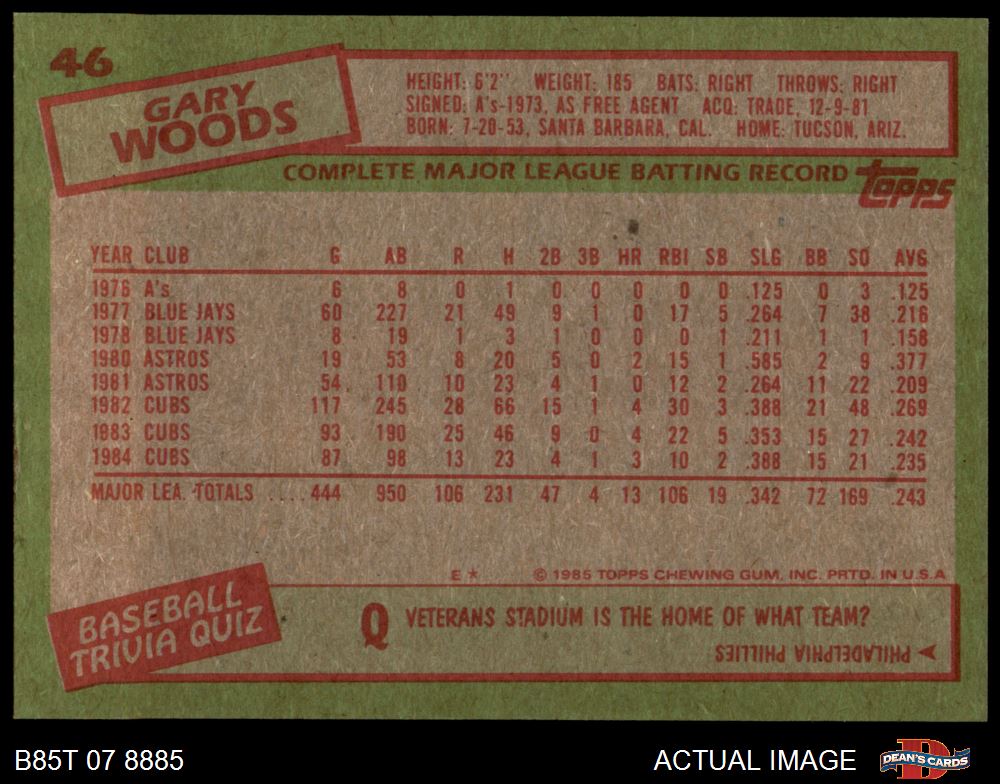 46
GARY
WOODS
HEIGHT: 6'2" WEIGHT: 185 BATS: RIGHT THROWS: RIGHT
SIGNED: A's-1973, AS FREE AGENT ACQ: TRADE, 12-9-81
BORN: 7-20-53, SANTA BARBARA, CAL. HOME: TUCSON, ARIZ.
COMPLETE MAJOR LEAGUE BATTING RECORD
TOPPS
YEAR CLUB G AB R H 2B 3B HR RBI SB SLG BB SO AVG
1976 A's 6 8 0 1 0 0 0 0 0 .125 0 3 .125
1977 BLUE JAYS 60 227 21 49 9 1 0 17 5 .264 7 38 .216
1978 BLUE JAYS 8 19 1 3 1 0 0 0 1 .211 1 1 .158
1980 ASTROS 19 53 8 20 5 0 2 15 1 .585 2 9 .377
1981 ASTROS 54 110 10 23 4 1 0 12 2 .264 11 22 .209
1982 CUBS 117 245 28 66 15 1 4 30 3 .388 21 48 .269
1983 CUBS 93 190 25 46 9 0 4 22 5 .353 15 27 .242
1984 CUBS 87 98 13 23 4 1 3 10 2 .388 15 21 .235
MAJOR LEA. TOTALS .... 444 950 106 231 47 4 13 106 19 .342 72 169 .243
E * © 1985 TOPPS CHEWING GUM, INC. PRTD. IN U.S.A
BASEBALL
TRIVIA QUIZ
Q VETERANS STADIUM IS THE HOME OF WHAT TEAM?
PHILADELPHIA PHILLIES
B85T 07 8885
ACTUAL IMAGE
D
DEAN'S CARDS